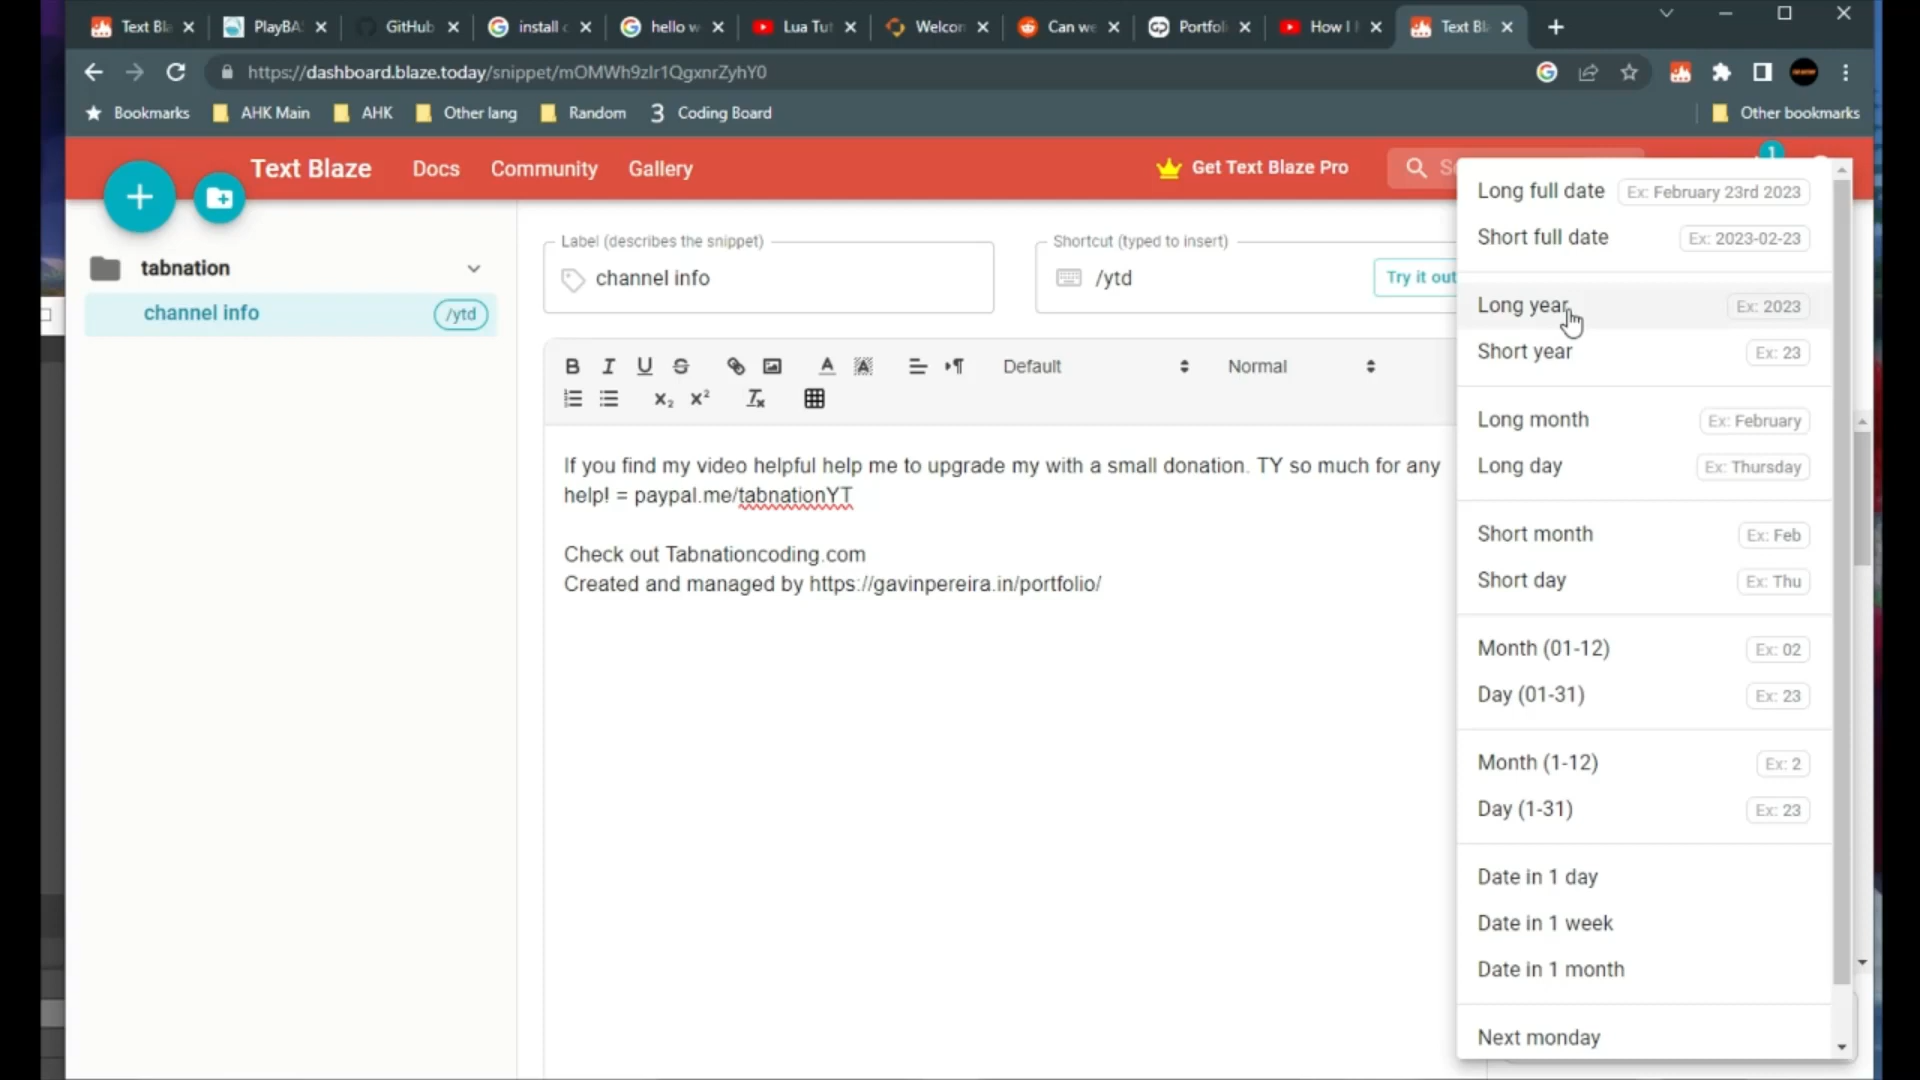 Text Bla
PlayBA
GitHub
install c
hello w
Lua Tut
Welcon
Can we
Portfoli
How I I
Text Bl
https://dashboard.blaze.today/snippet/mOMWh9zIr1QgxnrZyhY0
Bookmarks
AHK Main
AHK
Other lang
Random
Coding Board
Other bookmarks
Text Blaze
Docs
Community
Gallery
Get Text Blaze Pro
1
tabnation
channel info
/ytd
Label (describes the snippet)
channel info
Shortcut (typed to insert)
/ytd
Try it out
Default
Normal
If you find my video helpful help me to upgrade my with a small donation. TY so much for any
help! = paypal.me/tabnationYT
Check out Tabnationcoding.com
Created and managed by https://gavinpereira.in/portfolio/
Long full date Ex: February 23rd 2023
Short full date Ex: 2023-02-23
Long year Ex: 2023
Short year Ex: 23
Long month Ex: February
Long day Ex: Thursday
Short month Ex: Feb
Short day Ex: Thu
Month (01-12) Ex: 02
Day (01-31) Ex: 23
Month (1-12) Ex: 2
Day (1-31) Ex: 23
Date in 1 day
Date in 1 week
Date in 1 month
Next monday